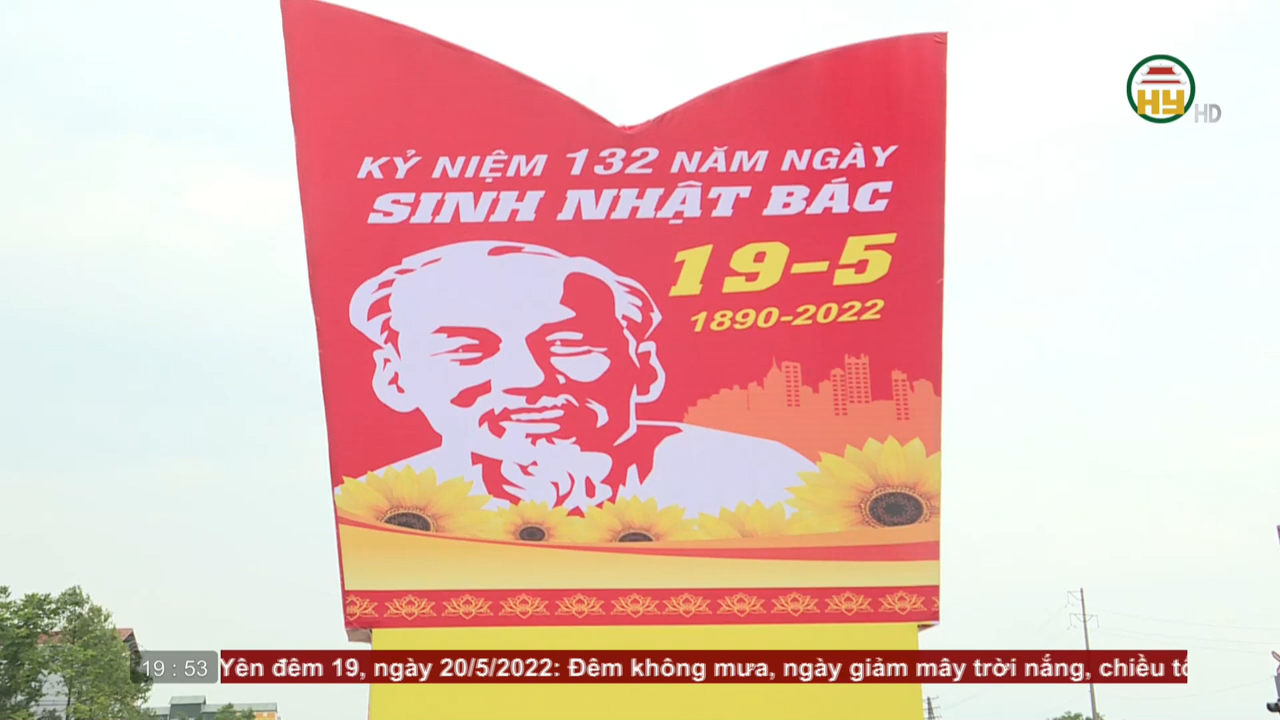 HY HD
KỶ NIỆM 132 NĂM NGÀY
SINH NHẬT BÁC
19-5
1890-2022
19 : 53
Yên đêm 19, ngày 20/5/2022: Đêm không mưa, ngày giảm mây trời nắng, chiều tố